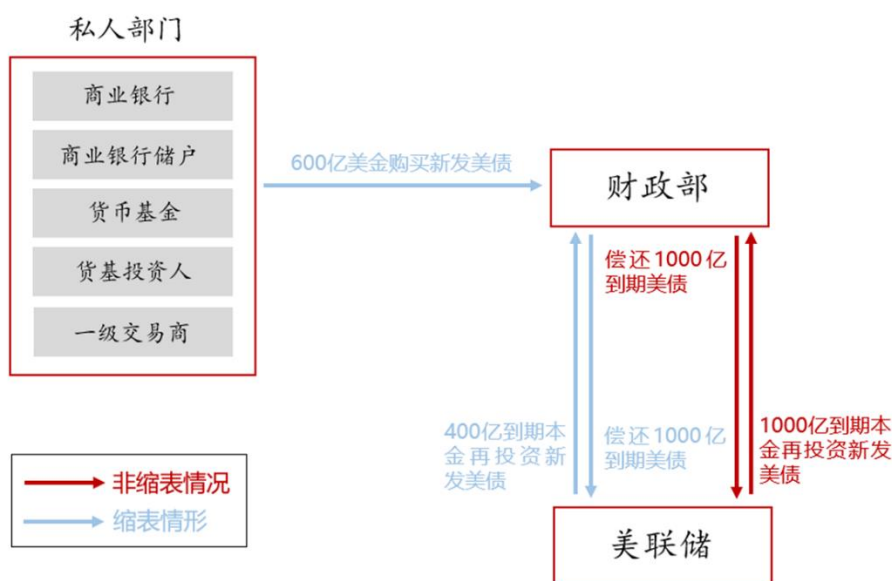 私人部门
商业银行
商业银行储户
货币基金
货基投资人
一级交易商
600亿美金购买新发美债
财政部
偿还1000亿
到期美债
400亿到期本
金再投资新
发美债
偿还1000亿
到期美债
1000亿到期本
金再投资新发
美债
非缩表情况
缩表情形
美联储